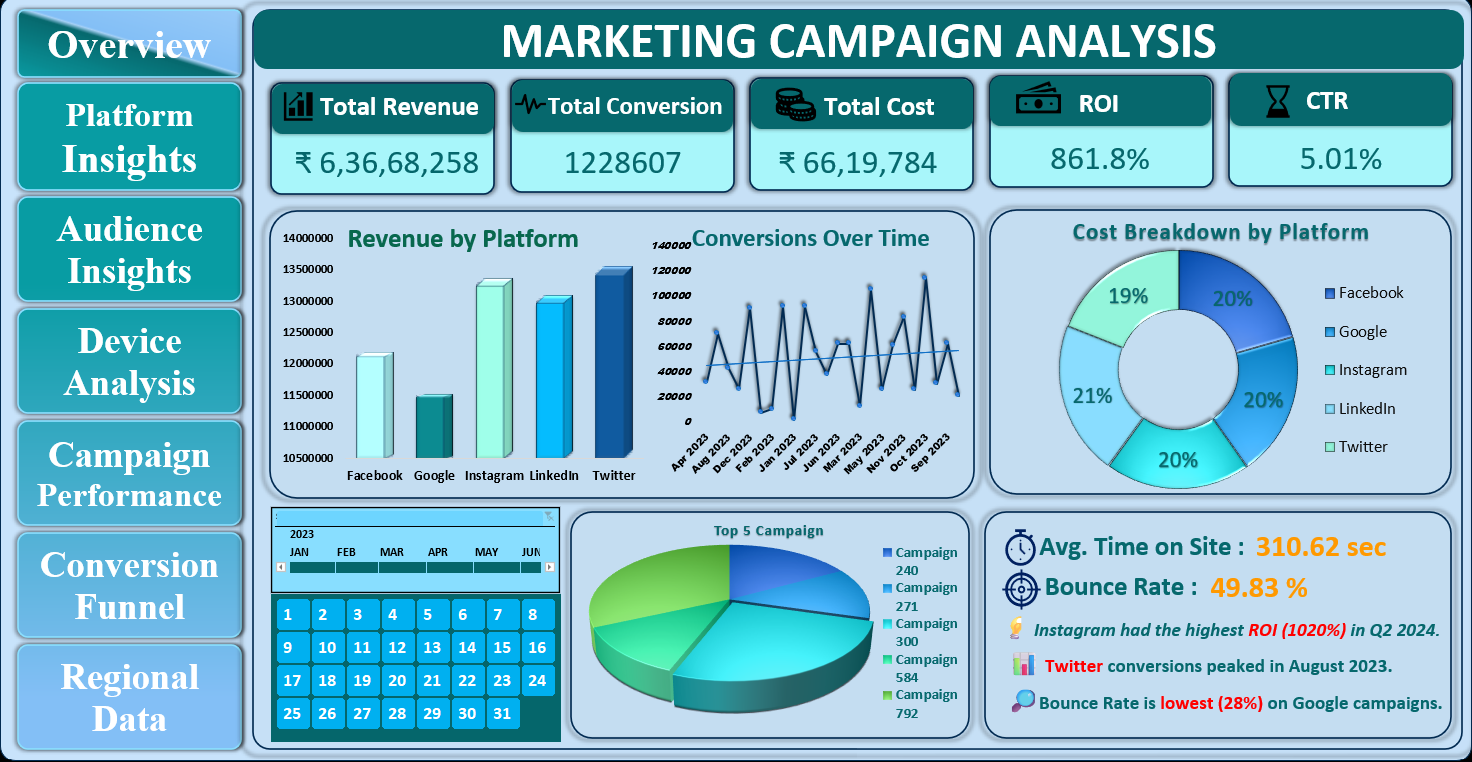 Overview
Platform
Insights
Audience
Insights
Device
Analysis
Campaign
Performance
Conversion
Funnel
Regional
Data
MARKETING CAMPAIGN ANALYSIS
Total Revenue
₹ 6,36,68,258
Total Conversion
1228607
Total Cost
₹ 66,19,784
ROI
861.8%
CTR
5.01%
Revenue by Platform
14000000
13500000
13000000
12500000
12000000
11500000
11000000
10500000
Facebook Google Instagram LinkedIn Twitter
Conversions Over Time
140000
120000
100000
80000
60000
40000
20000
0
Apr 2023
Aug 2023
Dec 2023
Feb 2023
Jan 2023
Jul 2023
Jun 2023
Mar 2023
May 2023
Nov 2023
Oct 2023
Sep 2023
Cost Breakdown by Platform
20%
20%
20%
21%
19%
Facebook
Google
Instagram
LinkedIn
Twitter
2023
JAN FEB MAR APR MAY JUN
1 2 3 4 5 6 7 8
9 10 11 12 13 14 15 16
17 18 19 20 21 22 23 24
25 26 27 28 29 30 31
Top 5 Campaign
Campaign
240
Campaign
271
Campaign
300
Campaign
584
Campaign
792
Avg. Time on Site : 310.62 sec
Bounce Rate : 49.83 %
Instagram had the highest ROI (1020%) in Q2 2024.
Twitter conversions peaked in August 2023.
Bounce Rate is lowest (28%) on Google campaigns.